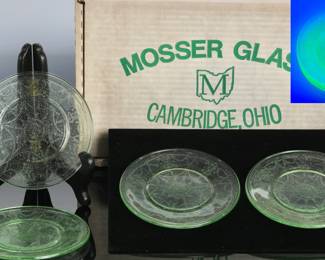 MOSSER GLAS
M
CAMBRIDGE, OHIO